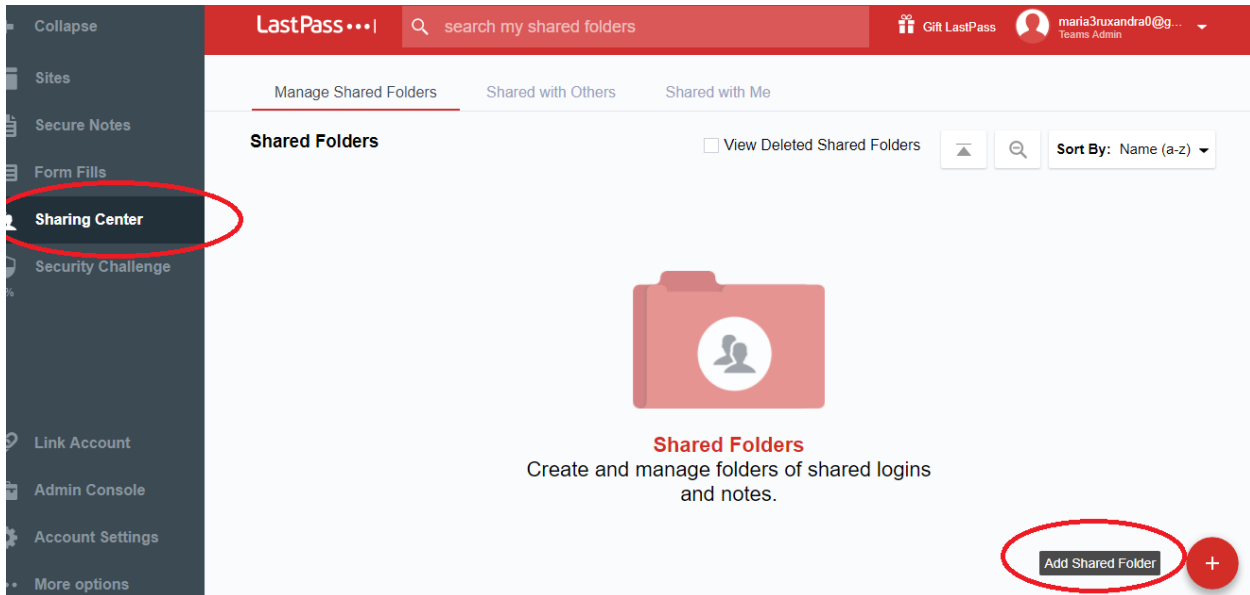 Collapse
Sites
Secure Notes
Form Fills
Sharing Center
Security Challenge
%
Link Account
Admin Console
Account Settings
More options
LastPass
search my shared folders
Gift LastPass
maria3ruxandra0@g...
Teams Admin
Manage Shared Folders
Shared with Others
Shared with Me
Shared Folders
View Deleted Shared Folders
Sort By: Name (a-z)
Shared Folders
Create and manage folders of shared logins
and notes.
Add Shared Folder
+